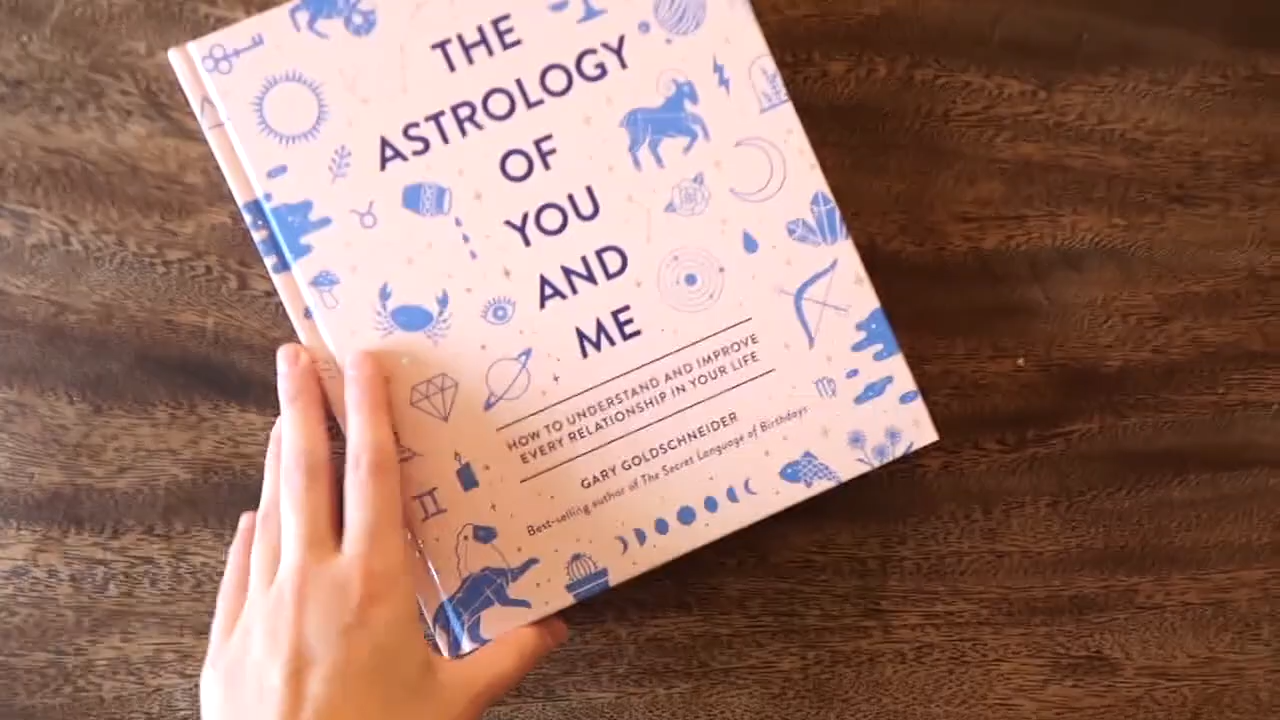 THE
ASTROLOGY
OF
YOU
AND
ME
HOW TO UNDERSTAND AND IMPROVE
EVERY RELATIONSHIP IN YOUR LIFE
GARY GOLDSCHNEIDER
Best-selling author of The Secret Language of Birthdays